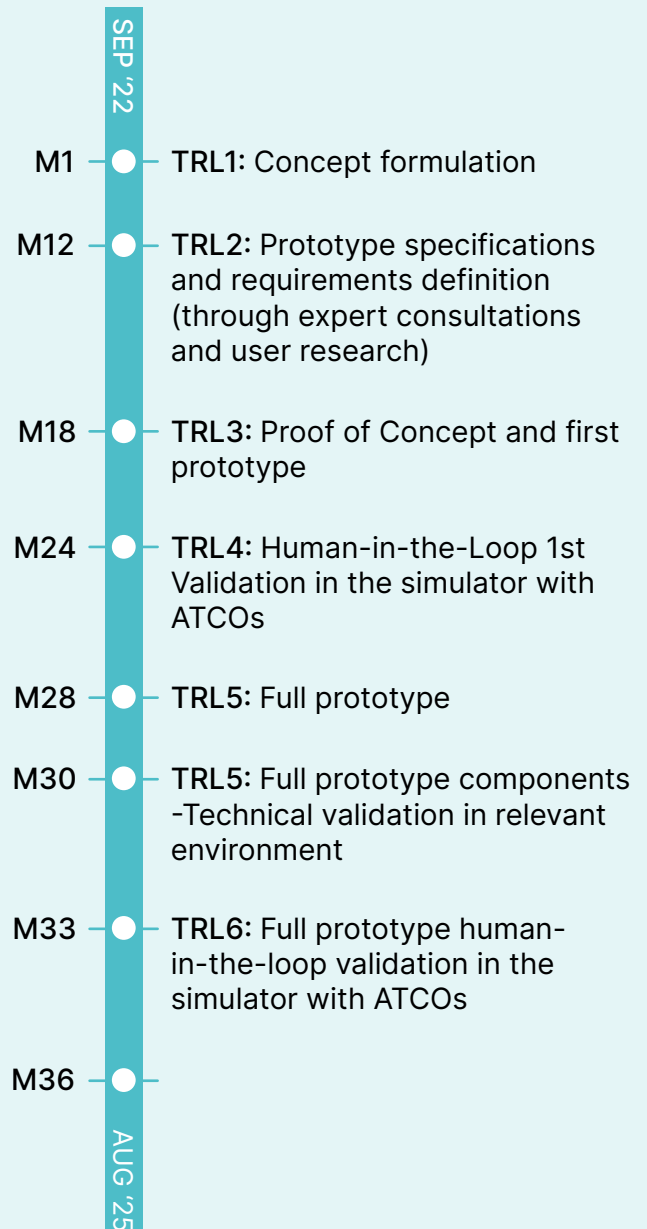 SEP ‘22
M1
TRL1: Concept formulation
M12
TRL2: Prototype specifications
and requirements definition
(through expert consultations
and user research)
M18
TRL3: Proof of Concept and first
prototype
M24
TRL4: Human-in-the-Loop 1st
Validation in the simulator with
ATCOs
M28
TRL5: Full prototype
M30
TRL5: Full prototype components
-Technical validation in relevant
environment
M33
TRL6: Full prototype human-
in-the-loop validation in the
simulator with ATCOs
M36
AUG ‘25